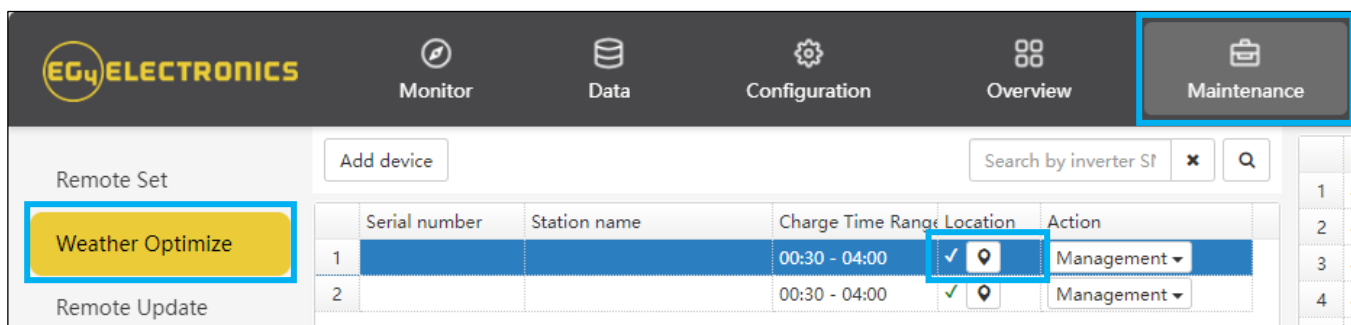 EG4 ELECTRONICS
Monitor
Data
Configuration
Overview
Maintenance
Remote Set
Weather Optimize
Remote Update
Add device
Search by inverter
Serial number Station name Charge Time Range Location Action
1 00:30 - 04:00 Management
2 00:30 - 04:00 Management
1
2
3
4